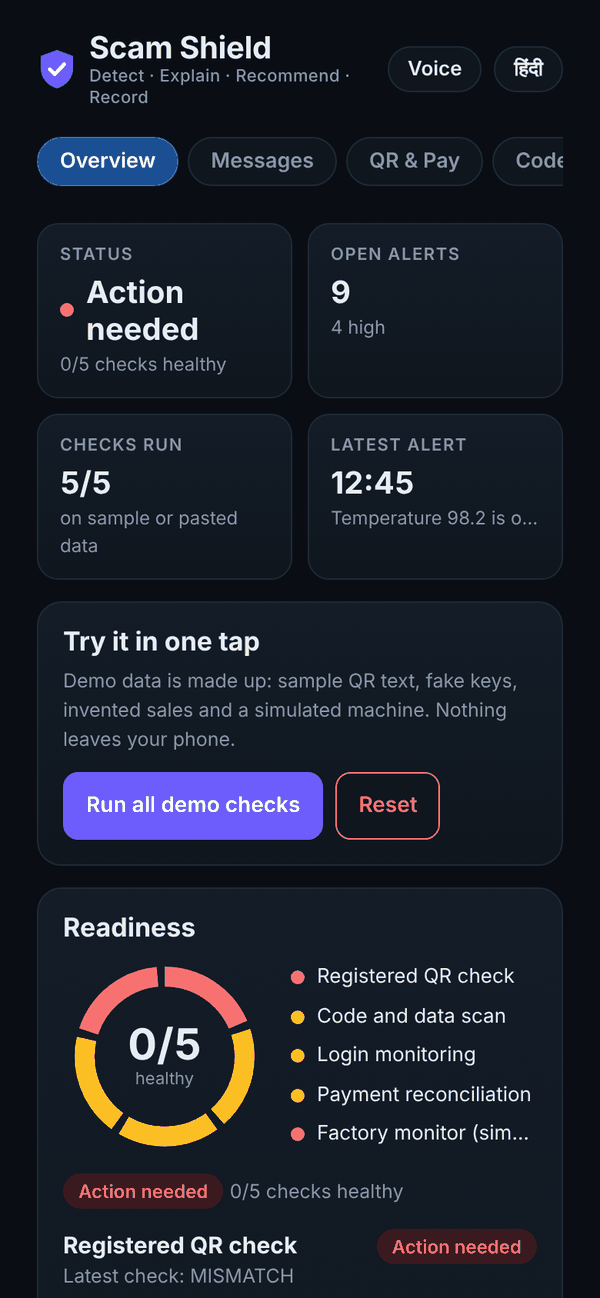 Scam Shield
Detect · Explain · Recommend ·
Record
Voice
हिंदी
Overview
Messages
QR & Pay
Code
STATUS
Action
needed
0/5 checks healthy
OPEN ALERTS
9
4 high
CHECKS RUN
5/5
on sample or pasted
data
LATEST ALERT
12:45
Temperature 98.2 is o...
Try it in one tap
Demo data is made up: sample QR text, fake keys,
invented sales and a simulated machine. Nothing
leaves your phone.
Run all demo checks
Reset
Readiness
0/5
healthy
Registered QR check
Code and data scan
Login monitoring
Payment reconciliation
Factory monitor (sim...
Action needed
0/5 checks healthy
Registered QR check
Action needed
Latest check: MISMATCH